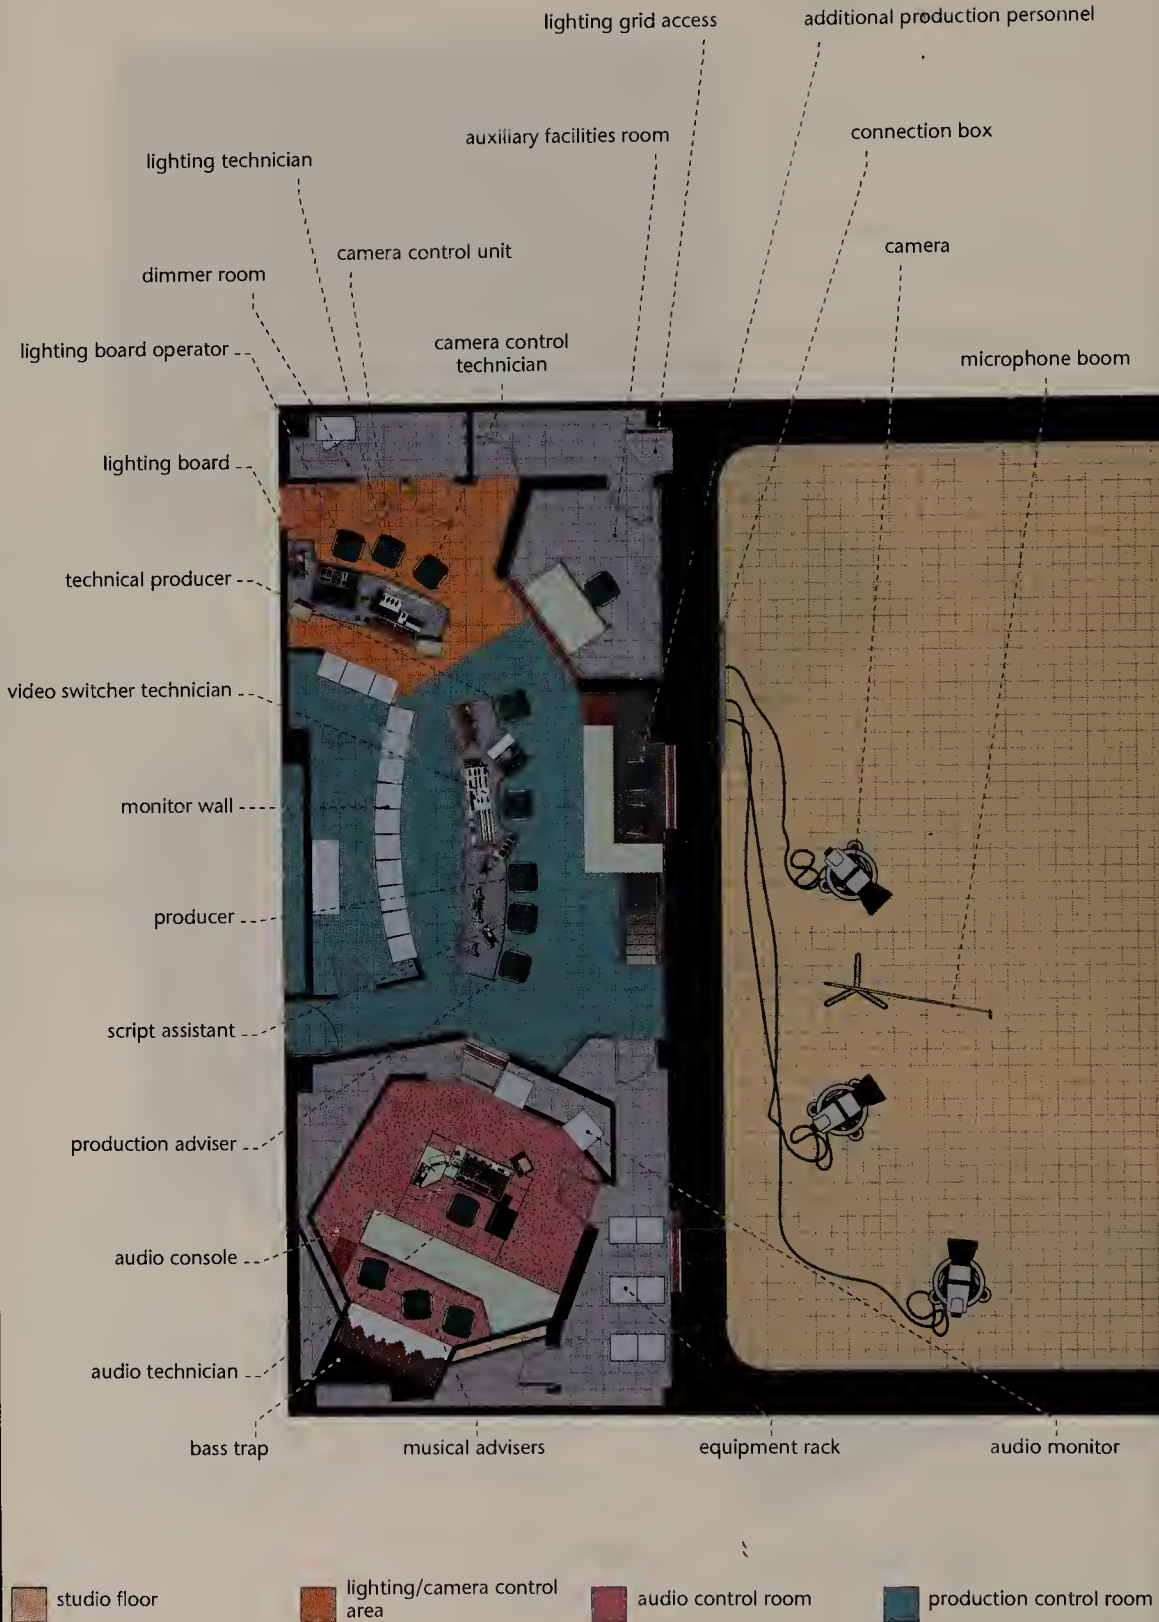 lighting grid access
additional production personnel
auxiliary facilities room
connection box
lighting technician
camera
camera control unit
dimmer room
lighting board operator
camera control
technician
microphone boom
lighting board
technical producer
video switcher technician
monitor wall
producer
script assistant
production adviser
audio console
audio technician
bass trap
musical advisers
equipment rack
audio monitor
studio floor
lighting/camera control
area
audio control room
production control room